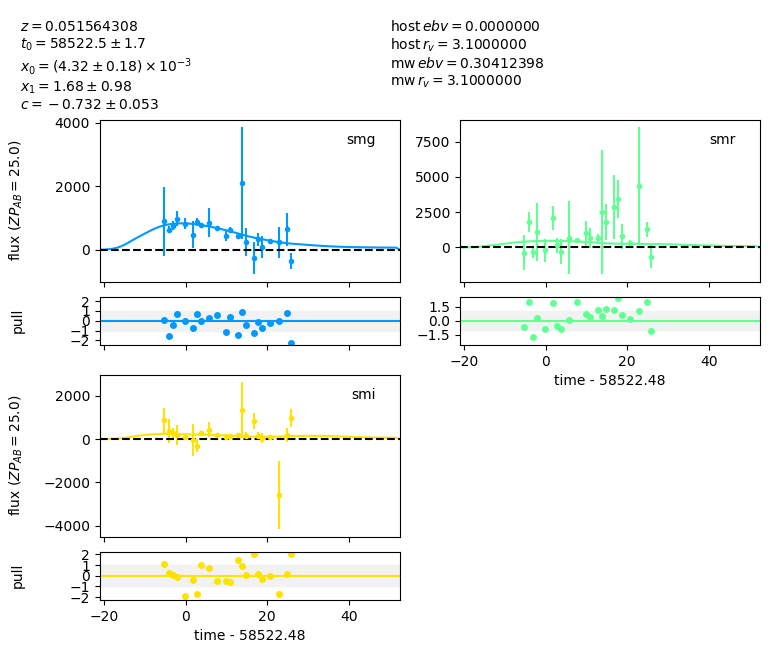 z = 0.051564308
t₀ = 58522.5 ± 1.7
x₀ = (4.32 ± 0.18) × 10⁻³
x₁ = 1.68 ± 0.98
c = −0.732 ± 0.053
host ebv = 0.0000000
host r_v = 3.1000000
mw ebv = 0.30412398
mw r_v = 3.1000000
smg
4000
2000
0
flux (ZP_AB = 25.0)
smr
7500
5000
2500
0
2
1
0
−1
−2
pull
1.5
0.0
−1.5
−20
0
20
40
time - 58522.48
smi
2000
0
−2000
−4000
flux (ZP_AB = 25.0)
2
1
0
−1
−2
pull
−20
0
20
40
time - 58522.48